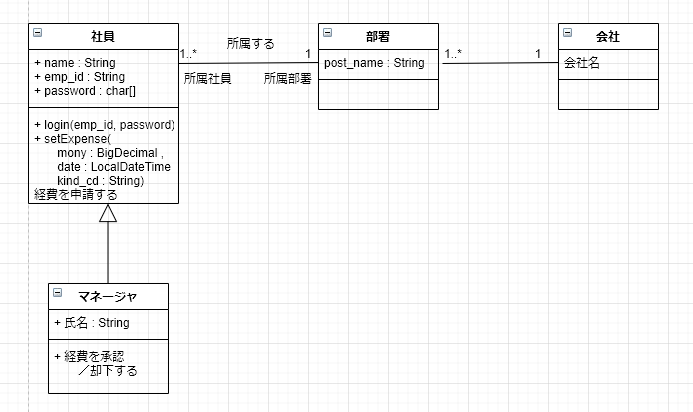 社員
+ name : String
+ emp_id : String
+ password : char[]
+ login(emp_id, password)
+ setExpense(
mony : BigDecimal ,
date : LocalDateTime
kind_cd : String)
経費を申請する
1..*
所属する
1
所属社員
所属部署
部署
post_name : String
1..*
1
会社
会社名
マネージャ
+ 氏名 : String
+ 経費を承認
／却下する